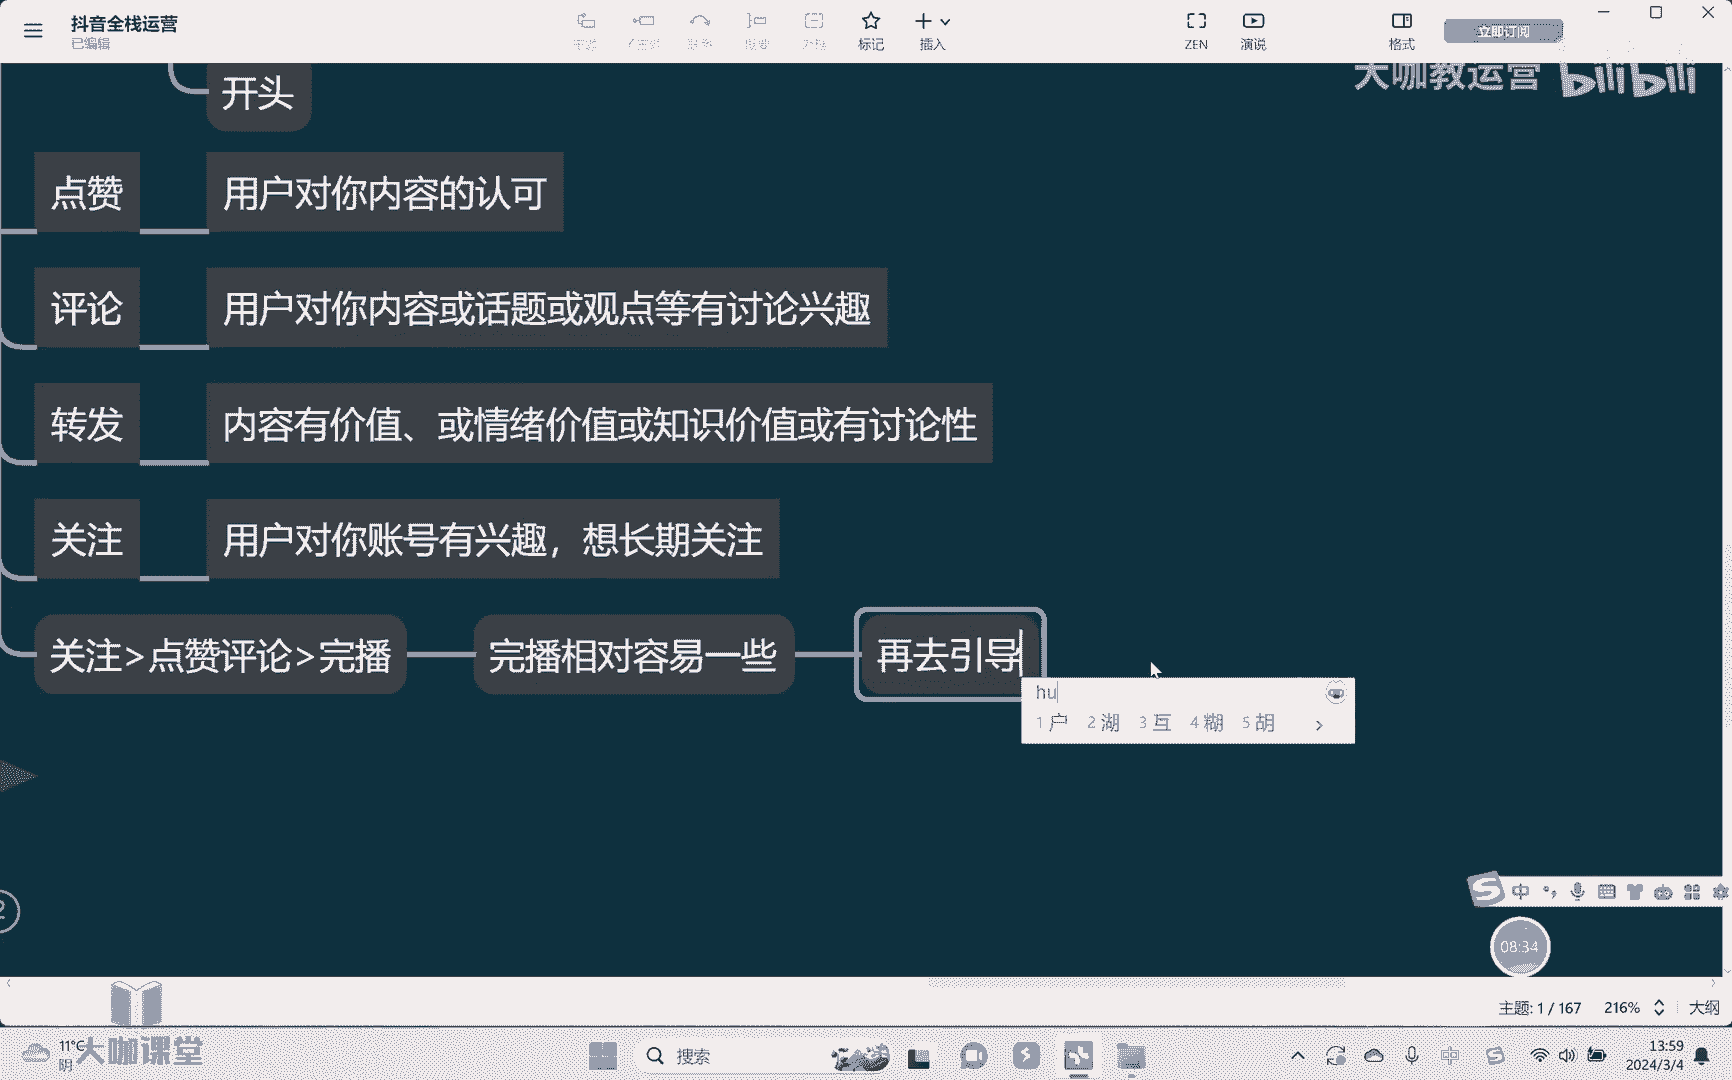 抖音全栈运营
已编辑
标记
插入
ZEN
演说
格式
立即订阅
大咖教运营 bilibili
开头
点赞
用户对你内容的认可
评论
用户对你内容或话题或观点等有讨论兴趣
转发
内容有价值、或情绪价值或知识价值或有讨论性
关注
用户对你账号有兴趣，想长期关注
关注>点赞评论>完播
完播相对容易一些
再去引导
hu
1 户 2 湖 3 互 4 糊 5 胡
中
08:34
主题: 1 / 167
216%
大纲
11°C
阴
大咖课堂
搜索
中
13:59
2024/3/4